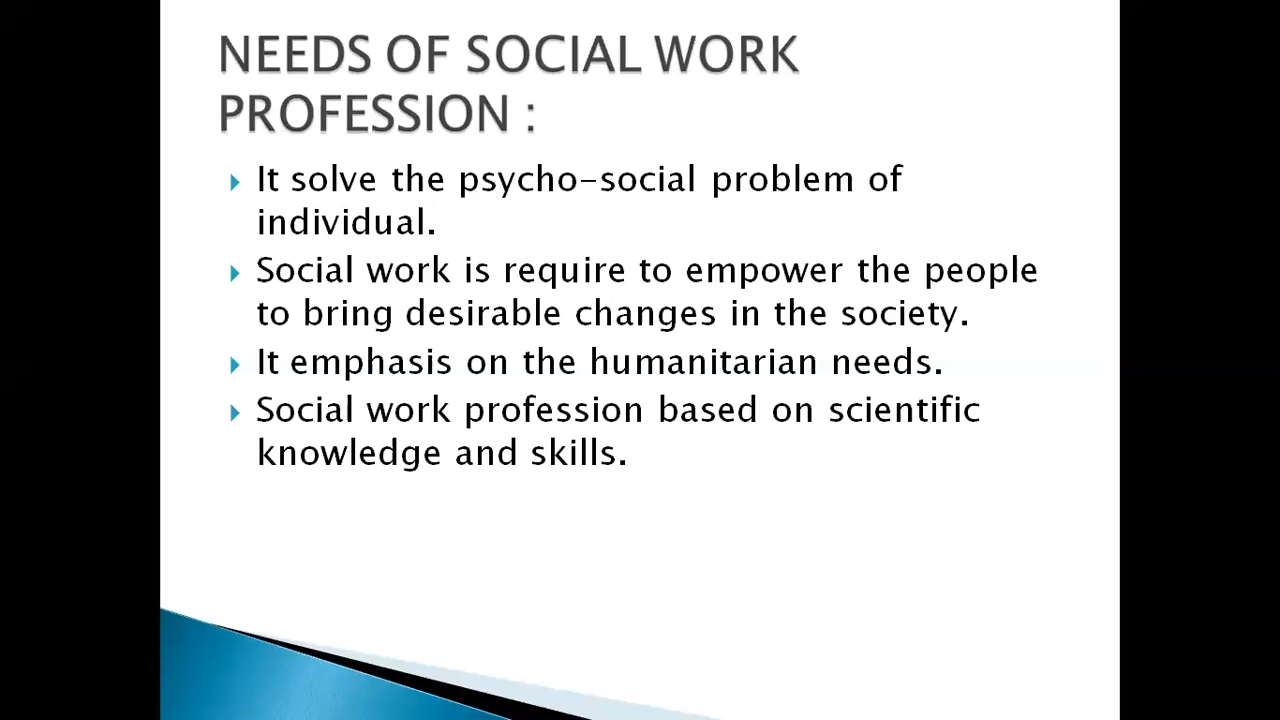 NEEDS OF SOCIAL WORK
PROFESSION :
It solve the psycho-social problem of
individual.
Social work is require to empower the people
to bring desirable changes in the society.
It emphasis on the humanitarian needs.
Social work profession based on scientific
knowledge and skills.